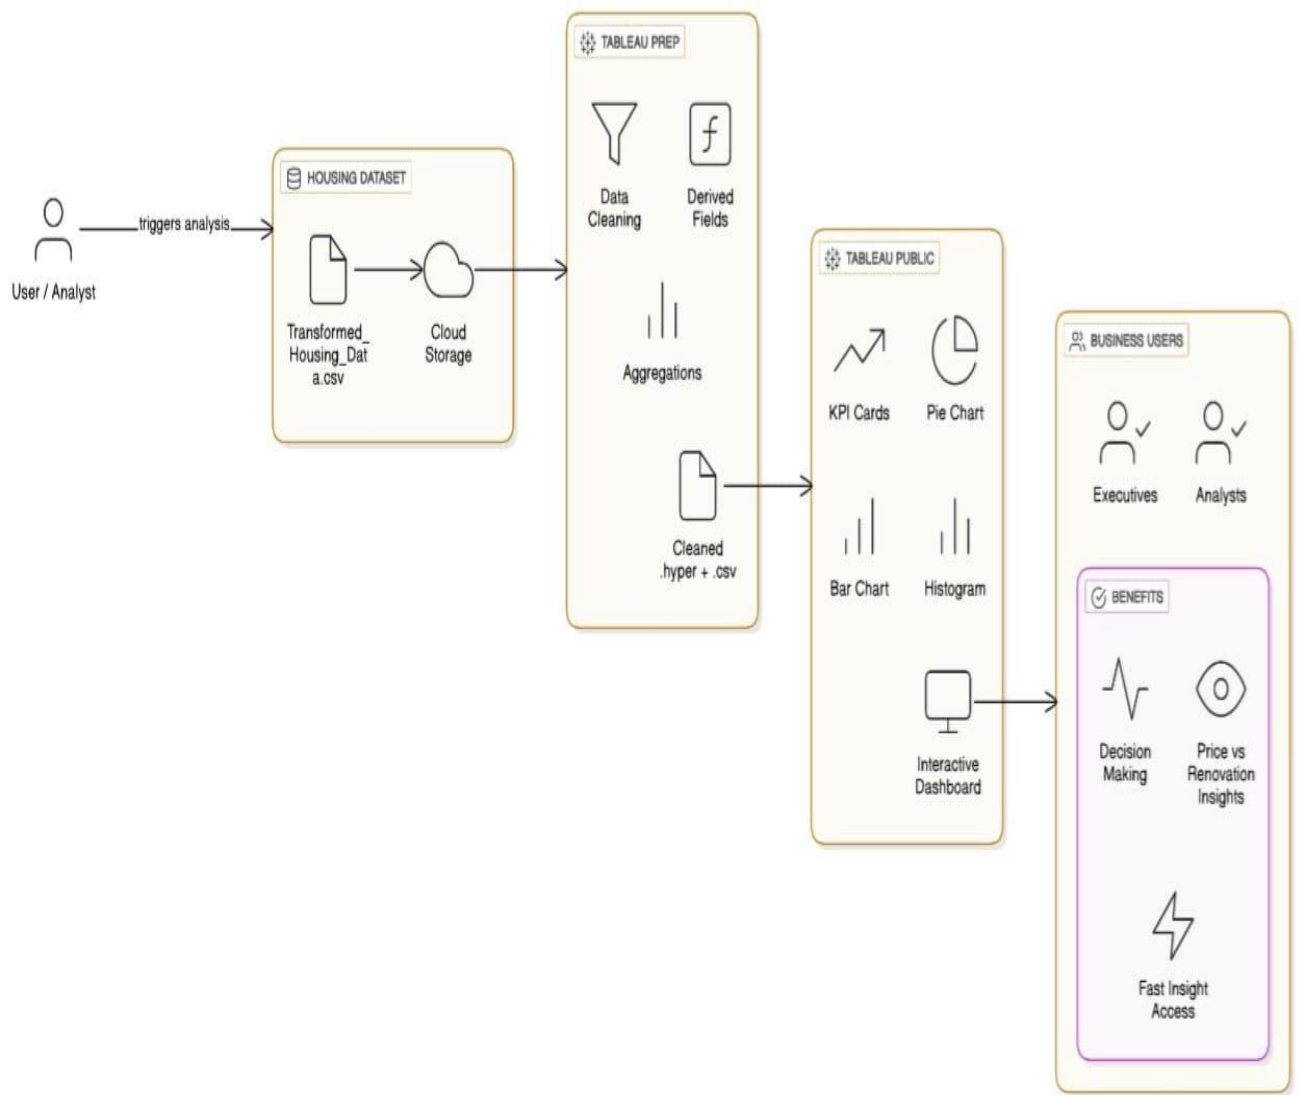 TABLEAU PREP
Data
Cleaning
Derived
Fields
HOUSING DATASET
triggers analysis
User / Analyst
Transformed_
Housing_Dat
a.csv
Cloud
Storage
Aggregations
Cleaned
.hyper + .csv
TABLEAU PUBLIC
KPI Cards
Pie Chart
Bar Chart
Histogram
Interactive
Dashboard
BUSINESS USERS
Executives
Analysts
BENEFITS
Decision
Making
Price vs
Renovation
Insights
Fast Insight
Access